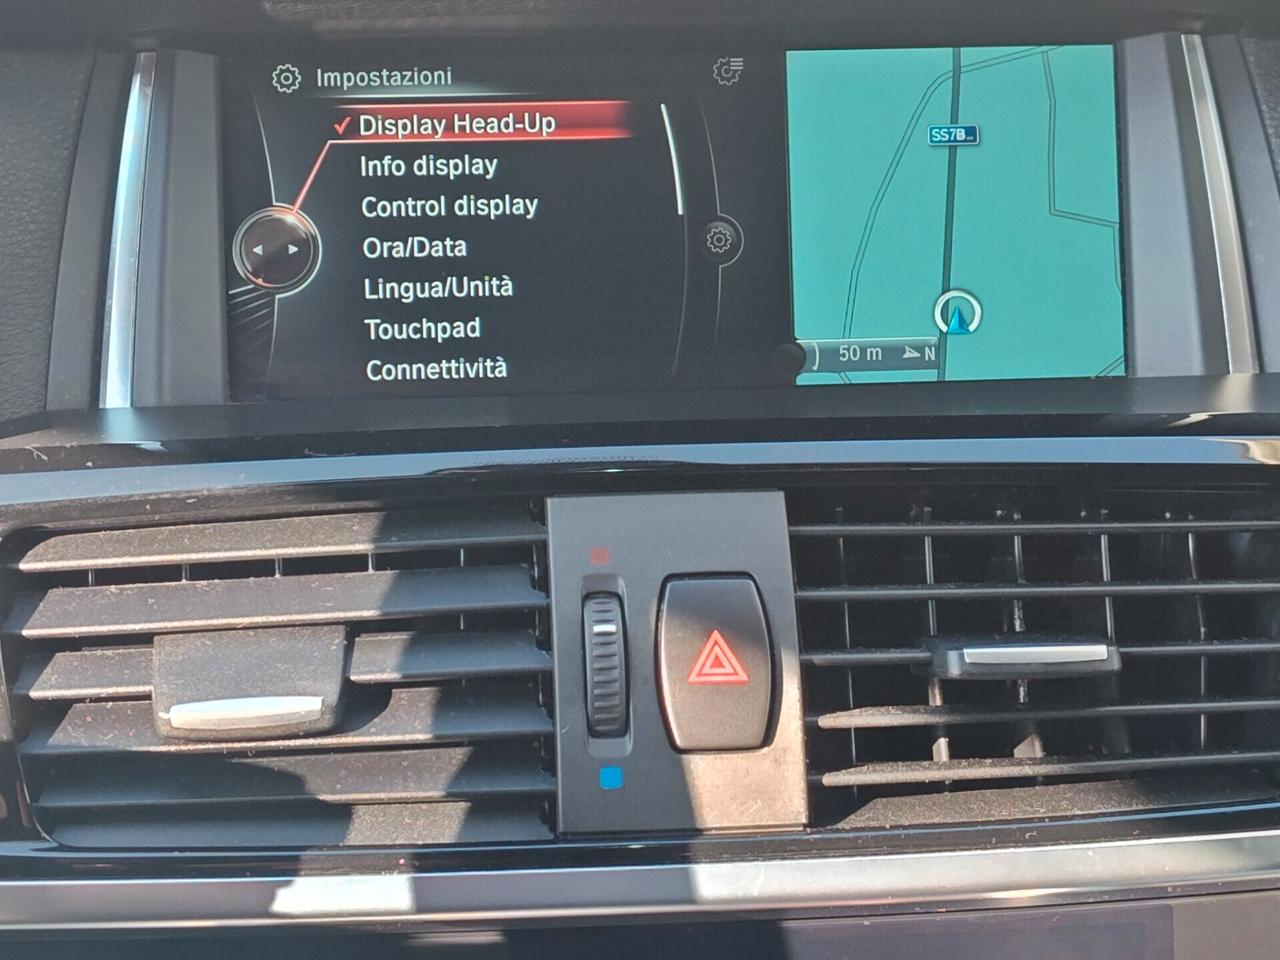 Impostazioni
Display Head-Up
Info display
Control display
Ora/Data
Lingua/Unità
Touchpad
Connettività
SS7B
50 m
N